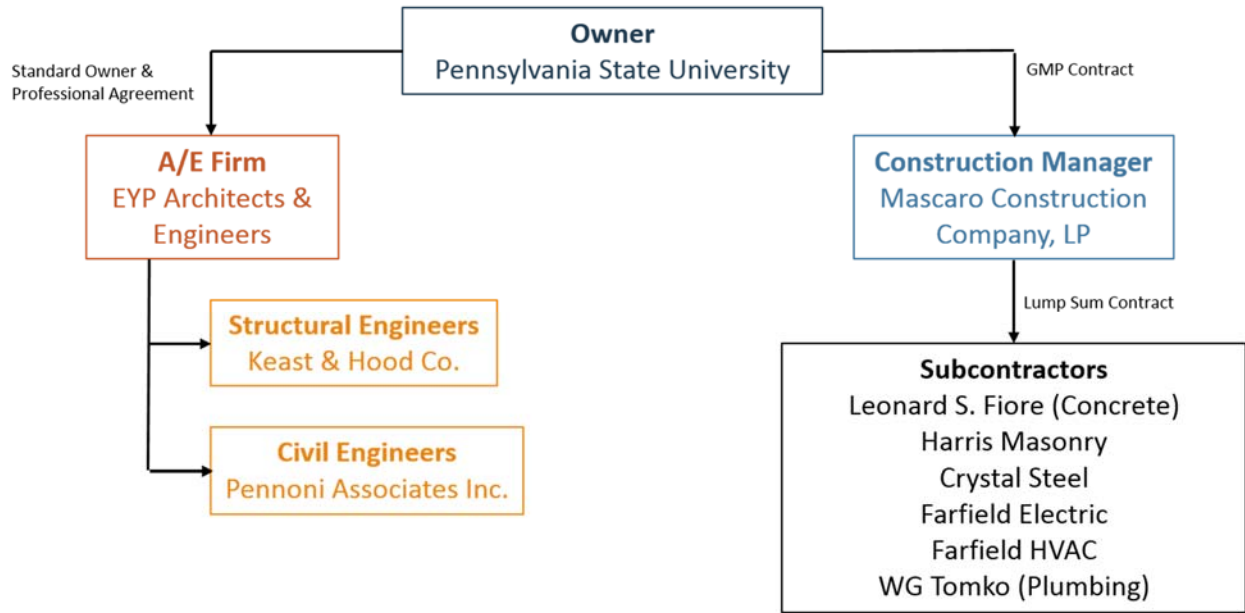 Owner
Pennsylvania State University
Standard Owner &
Professional Agreement
GMP Contract
A/E Firm
EYP Architects &
Engineers
Construction Manager
Mascaro Construction
Company, LP
Lump Sum Contract
Structural Engineers
Keast & Hood Co.
Civil Engineers
Pennoni Associates Inc.
Subcontractors
Leonard S. Fiore (Concrete)
Harris Masonry
Crystal Steel
Farfield Electric
Farfield HVAC
WG Tomko (Plumbing)